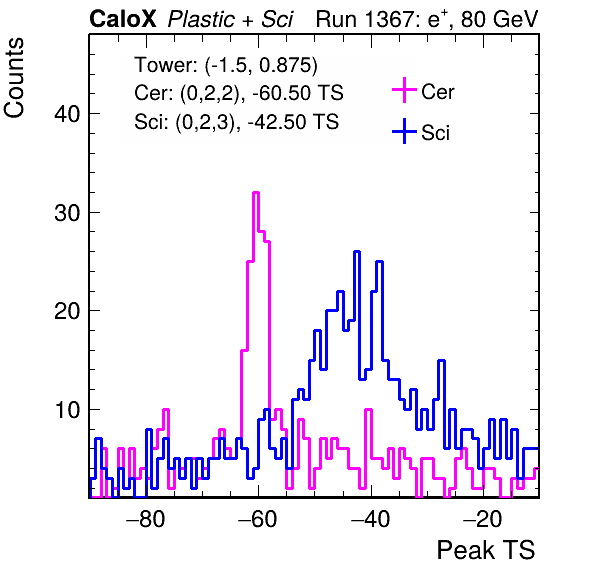 CaloX Plastic + Sci Run 1367: e+, 80 GeV
Counts
Tower: (-1.5, 0.875)
Cer: (0,2,2), -60.50 TS
Sci: (0,2,3), -42.50 TS
Cer
Sci
40
30
20
10
−80 −60 −40 −20
Peak TS